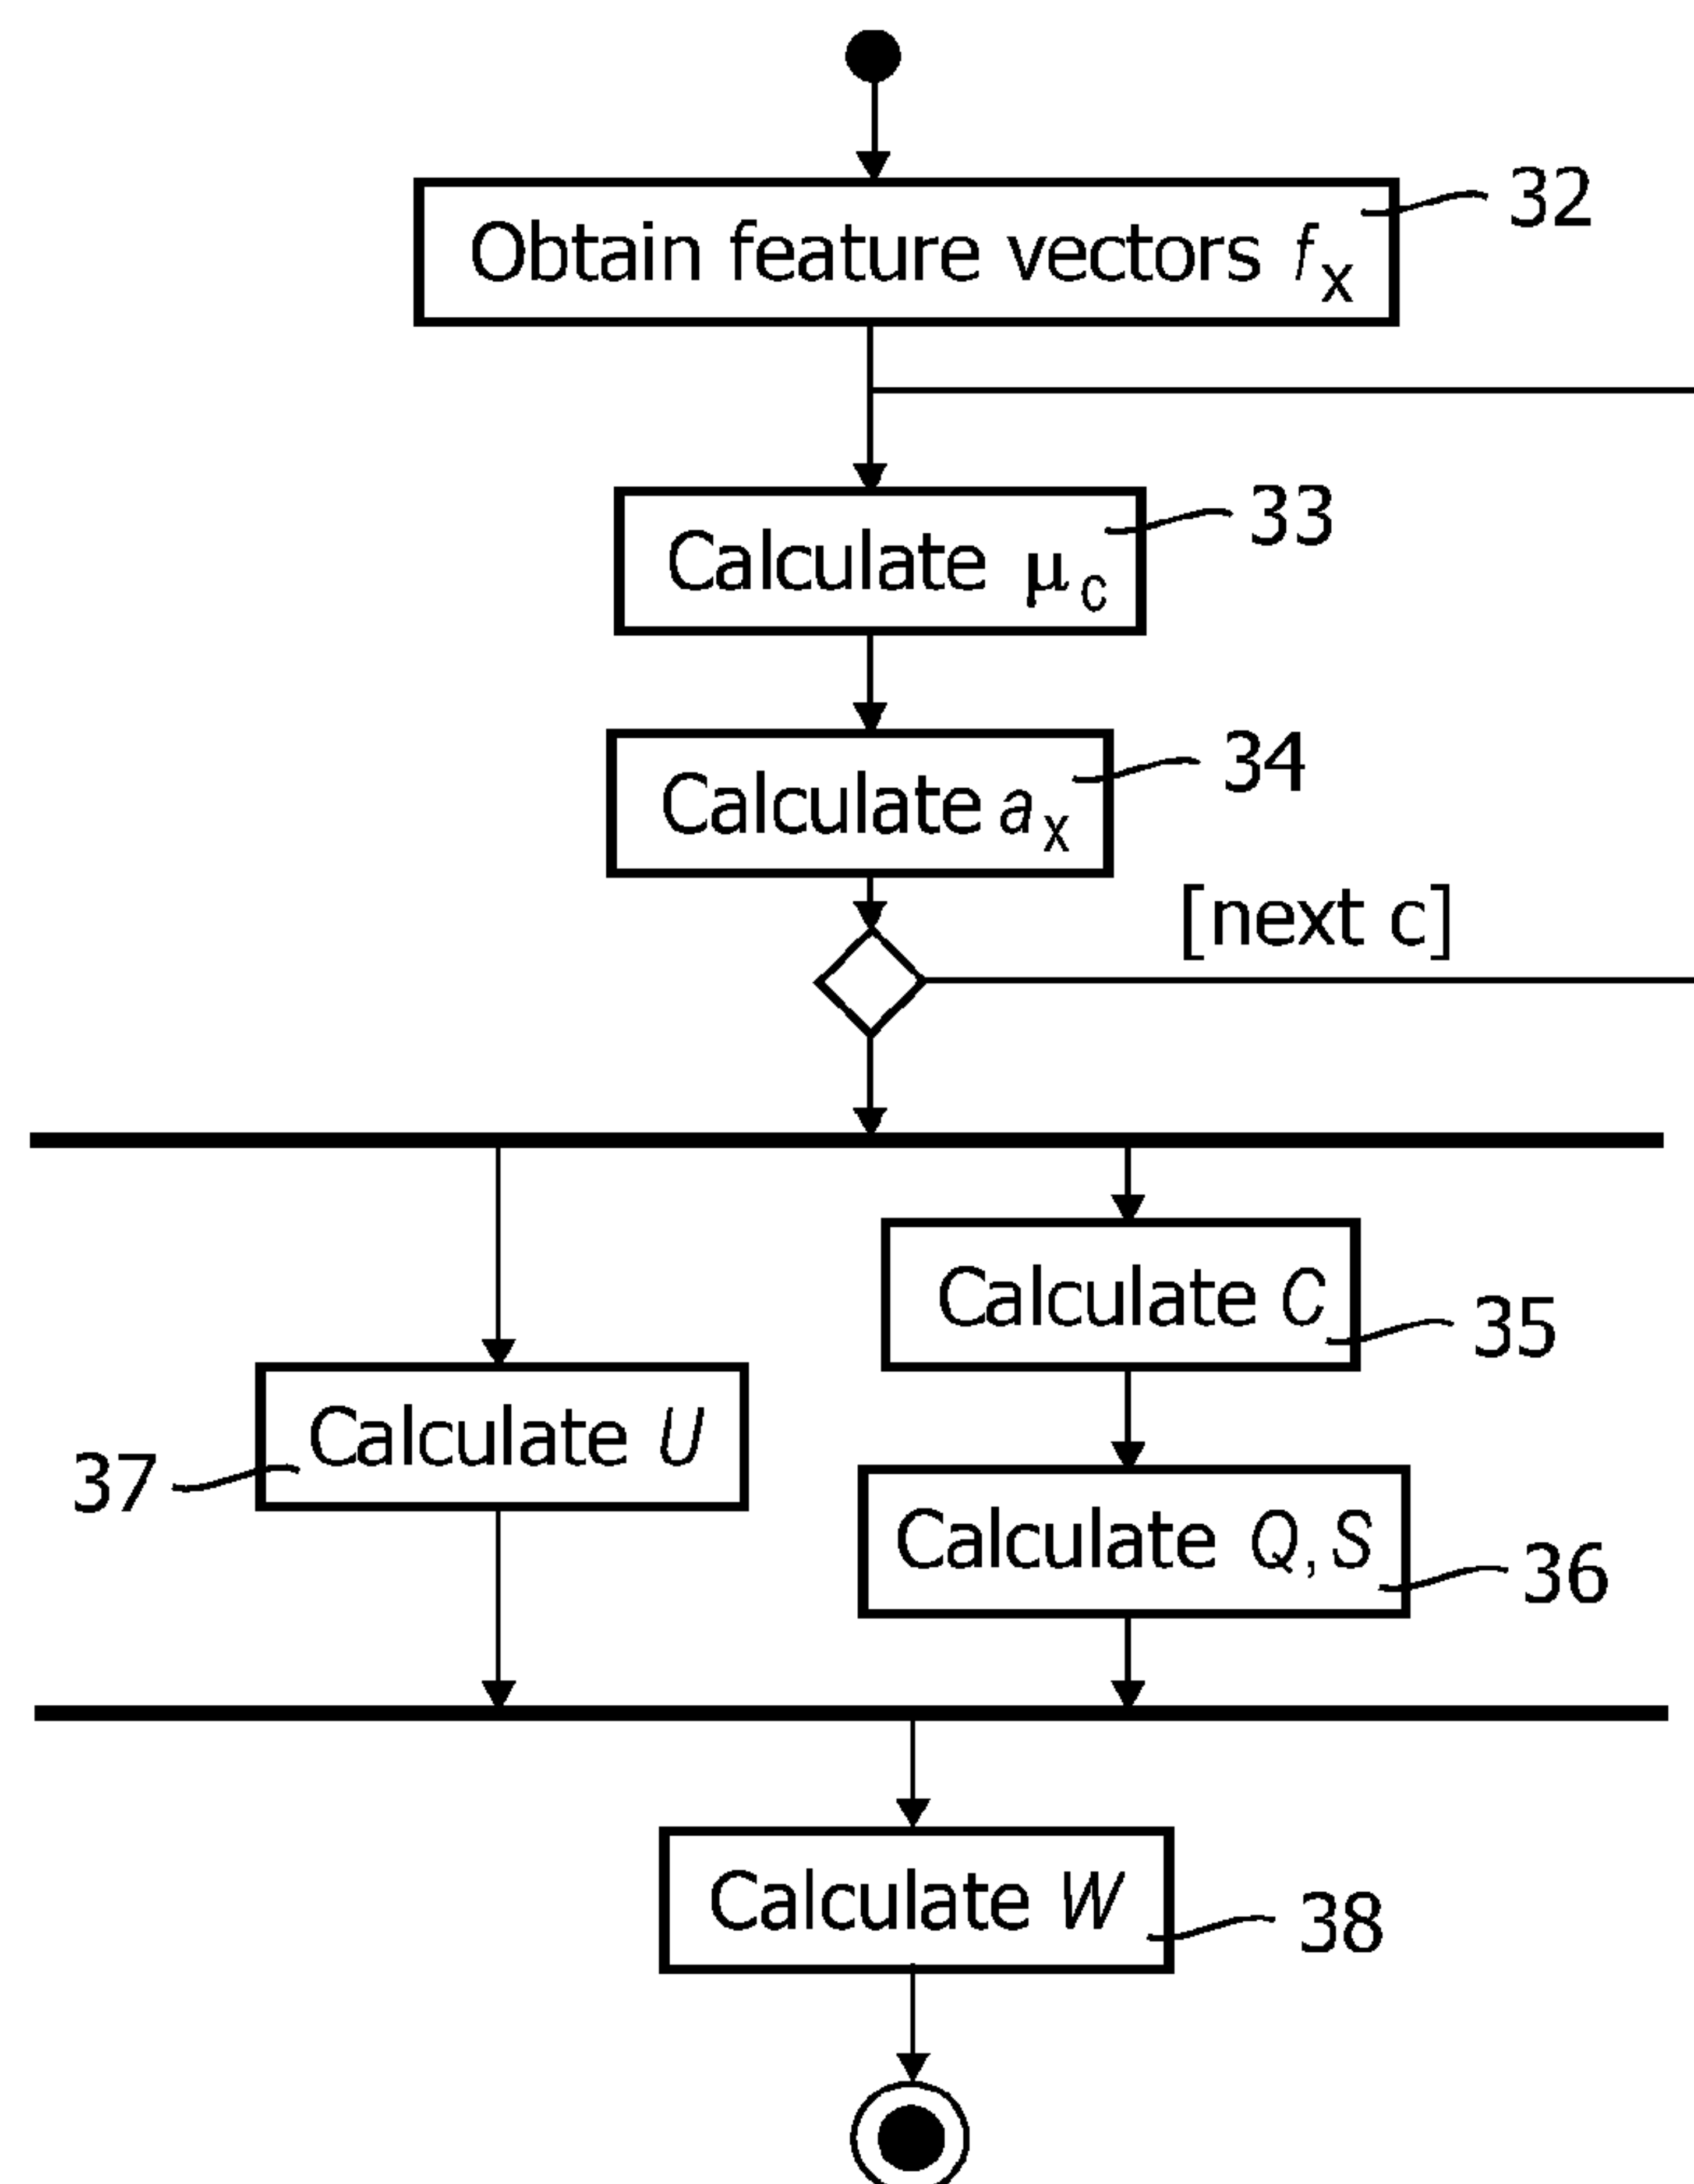 Obtain feature vectors fx
32
Calculate μc
33
Calculate ax
34
[next c]
Calculate C
35
Calculate U
37
Calculate Q,S
36
Calculate W
38